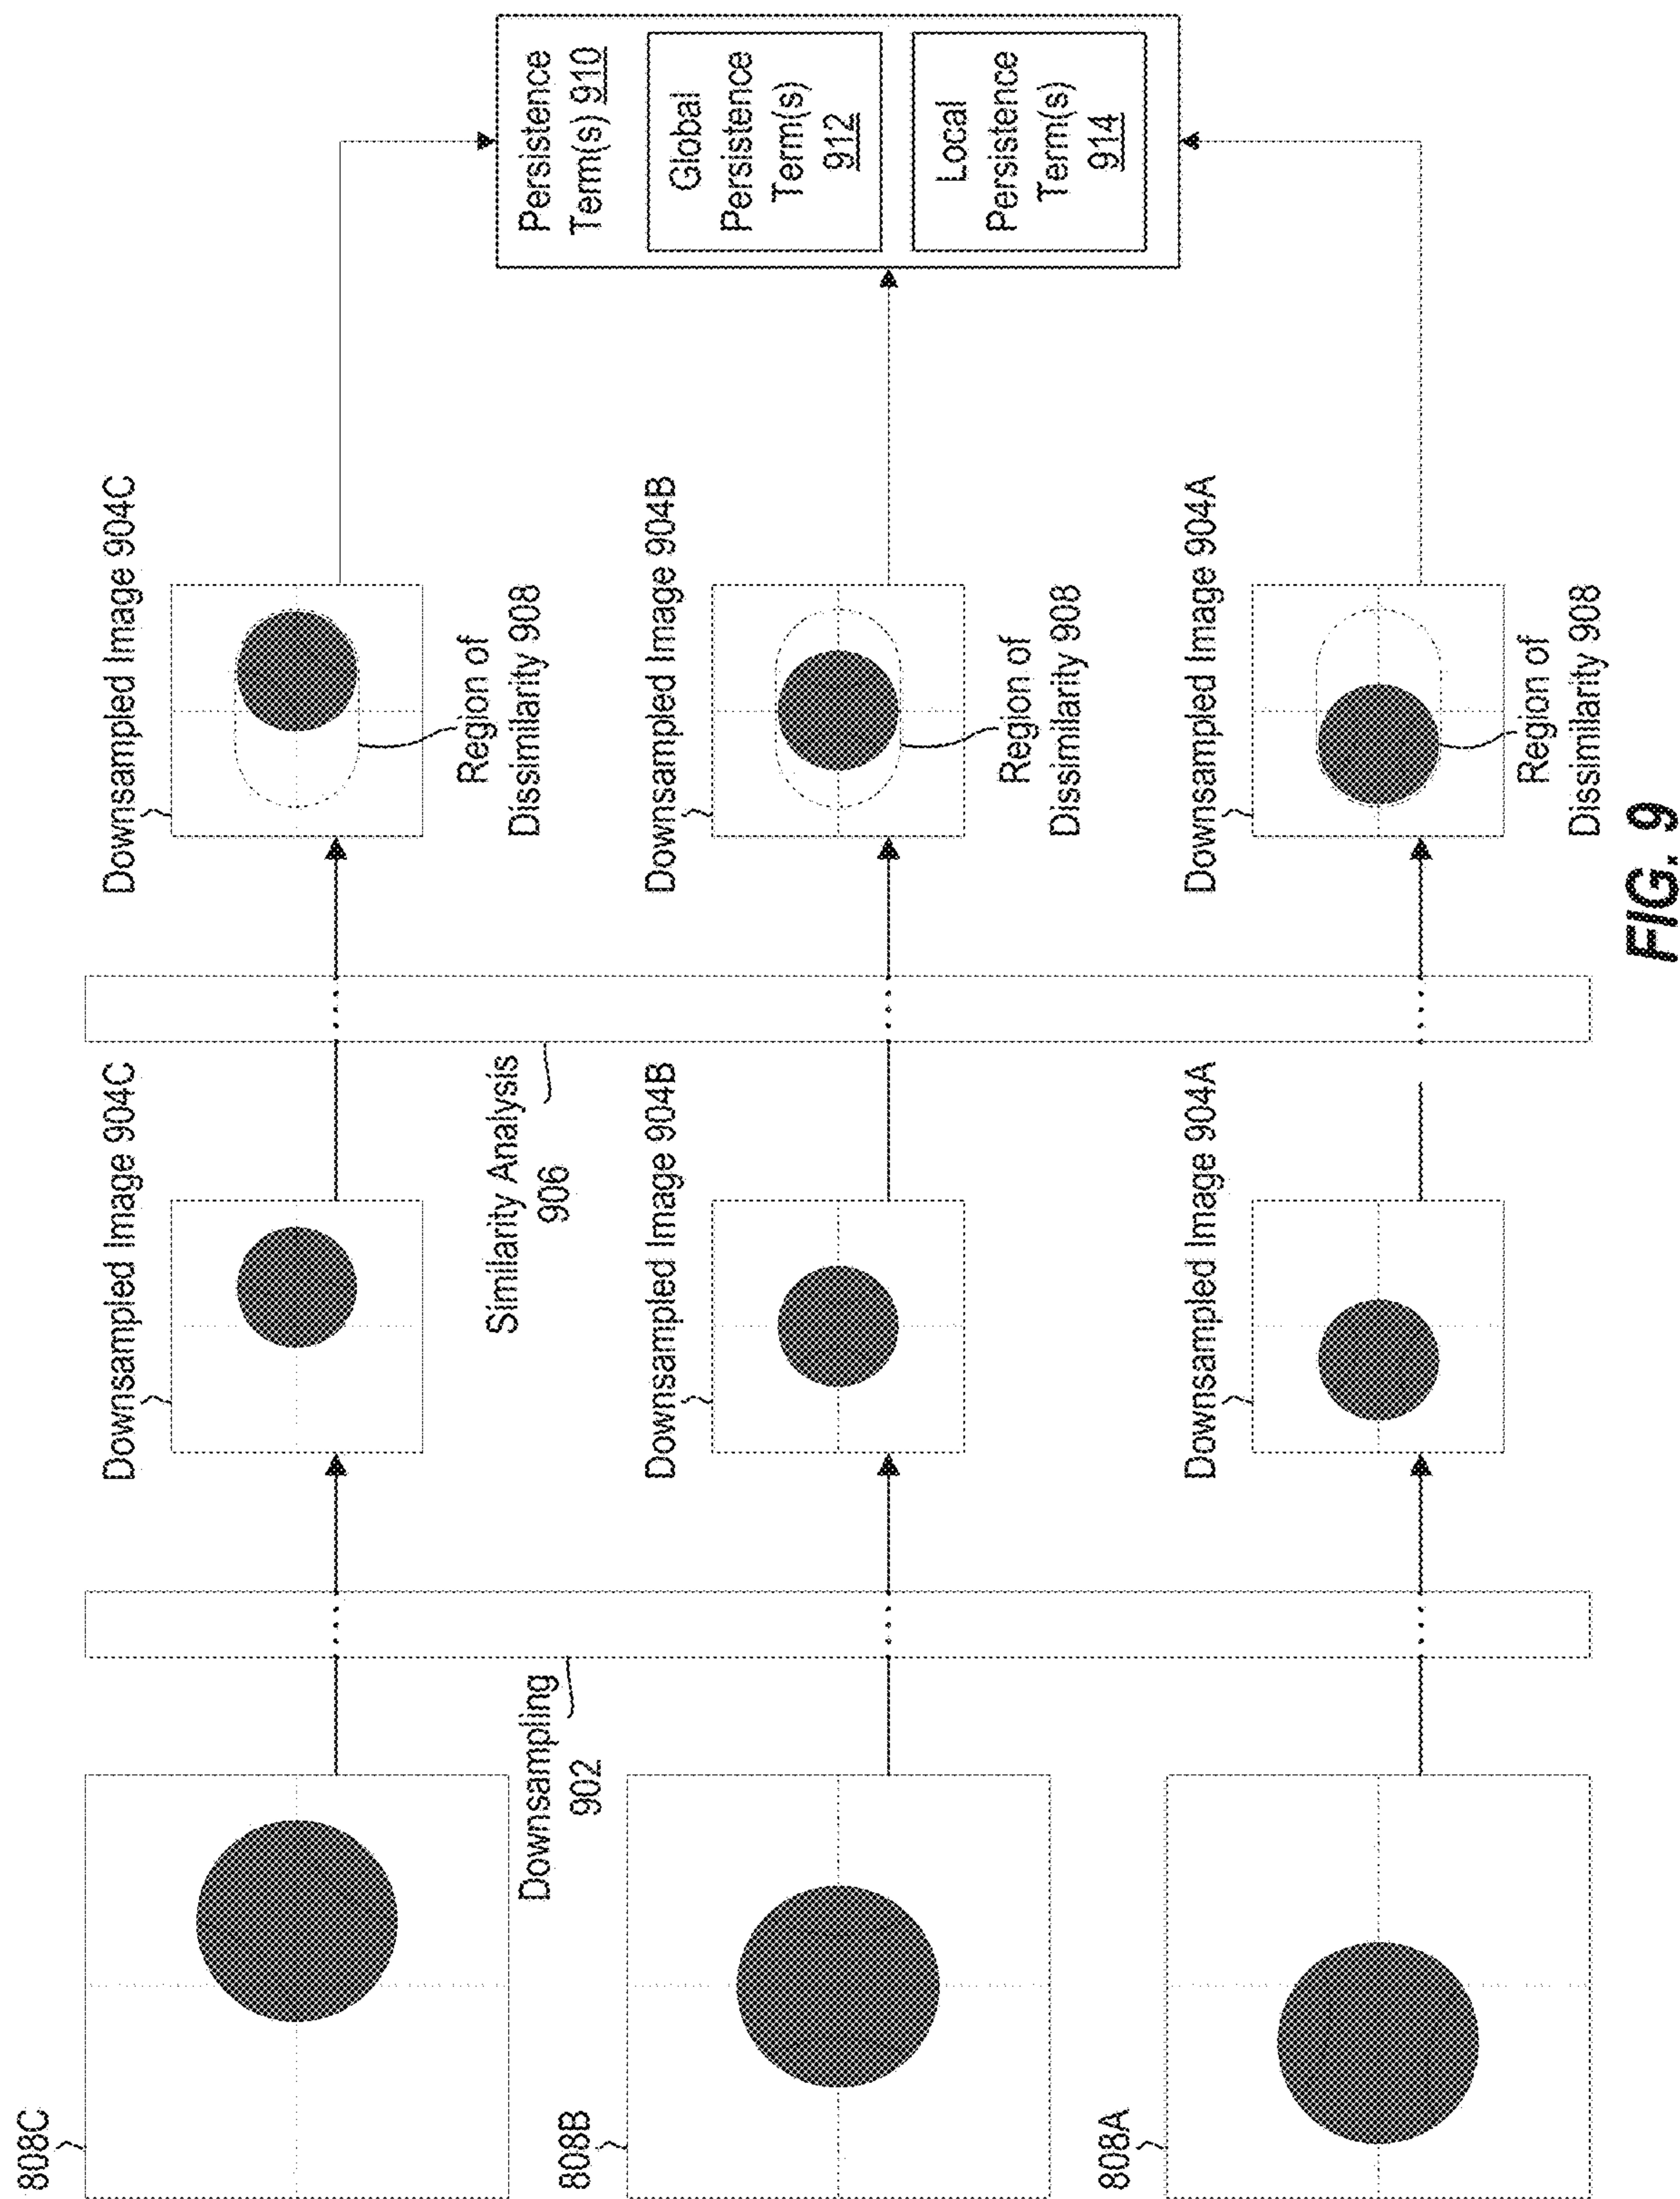 808C
808B
808A
Downsampling
902
Downsampled Image 904C
Downsampled Image 904B
Downsampled Image 904A
Similarity Analysis
906
Downsampled Image 904C
Region of
Dissimilarity 908
Downsampled Image 904B
Region of
Dissimilarity 908
Downsampled Image 904A
Region of
Dissimilarity 908
Persistence
Term(s) 910
Global
Persistence
Term(s)
912
Local
Persistence
Term(s)
914
FIG. 9